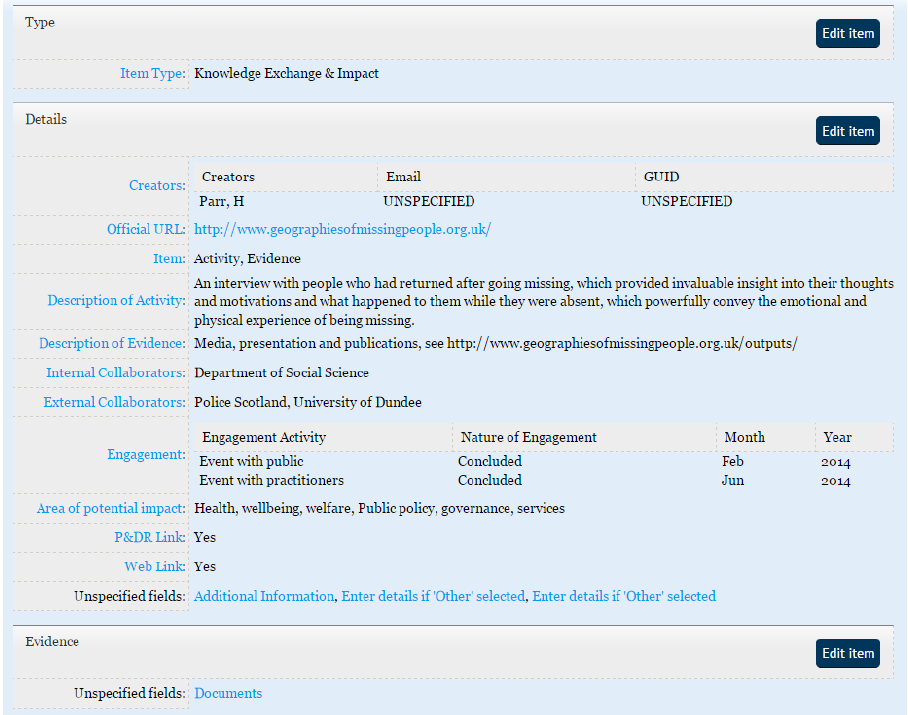 Type
Edit item
Item Type: Knowledge Exchange & Impact
Details
Edit item
Creators: Creators Email GUID
Parr, H UNSPECIFIED UNSPECIFIED
Official URL: http://www.geographiesofmissingpeople.org.uk/
Item: Activity, Evidence
Description of Activity: An interview with people who had returned after going missing, which provided invaluable insight into their thoughts
and motivations and what happened to them while they were absent, which powerfully convey the emotional and
physical experience of being missing.
Description of Evidence: Media, presentation and publications, see http://www.geographiesofmissingpeople.org.uk/outputs/
Internal Collaborators: Department of Social Science
External Collaborators: Police Scotland, University of Dundee
Engagement: Engagement Activity Nature of Engagement Month Year
Event with public Concluded Feb 2014
Event with practitioners Concluded Jun 2014
Area of potential impact: Health, wellbeing, welfare, Public policy, governance, services
P&DR Link: Yes
Web Link: Yes
Unspecified fields: Additional Information, Enter details if 'Other' selected, Enter details if 'Other' selected
Evidence
Edit item
Unspecified fields: Documents